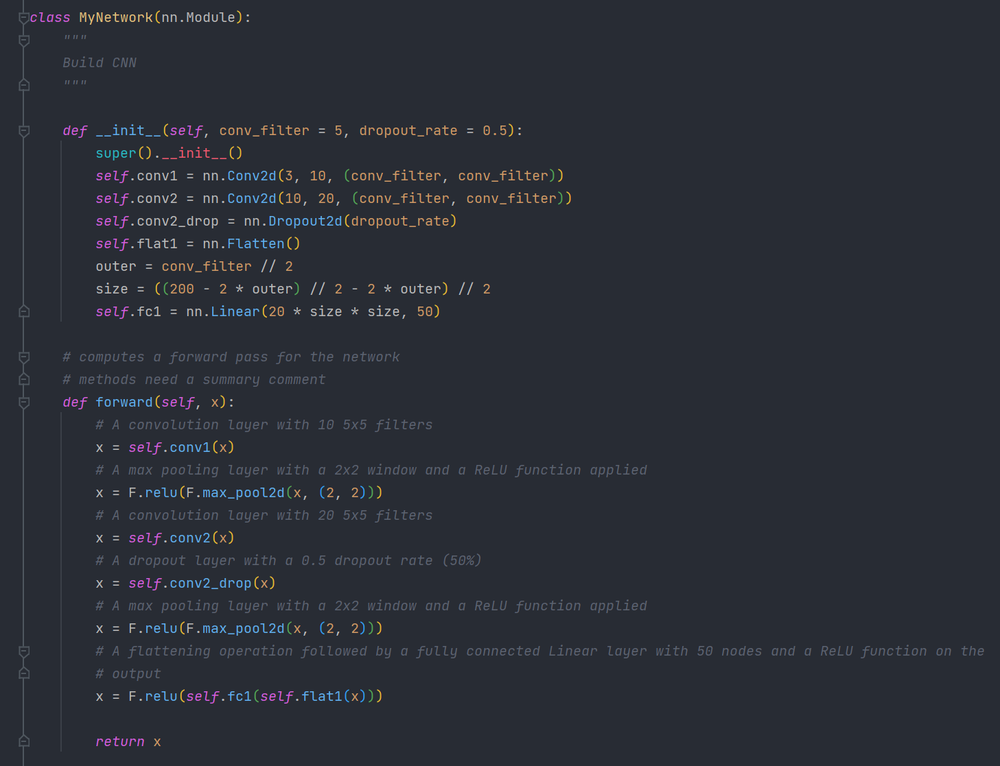 class MyNetwork(nn.Module):
    """
    Build CNN
    """

    def __init__(self, conv_filter = 5, dropout_rate = 0.5):
        super().__init__()
        self.conv1 = nn.Conv2d(3, 10, (conv_filter, conv_filter))
        self.conv2 = nn.Conv2d(10, 20, (conv_filter, conv_filter))
        self.conv2_drop = nn.Dropout2d(dropout_rate)
        self.flat1 = nn.Flatten()
        outer = conv_filter // 2
        size = ((200 - 2 * outer) // 2 - 2 * outer) // 2
        self.fc1 = nn.Linear(20 * size * size, 50)

    # computes a forward pass for the network
    # methods need a summary comment
    def forward(self, x):
        # A convolution layer with 10 5x5 filters
        x = self.conv1(x)
        # A max pooling layer with a 2x2 window and a ReLU function applied
        x = F.relu(F.max_pool2d(x, (2, 2)))
        # A convolution layer with 20 5x5 filters
        x = self.conv2(x)
        # A dropout layer with a 0.5 dropout rate (50%)
        x = self.conv2_drop(x)
        # A max pooling layer with a 2x2 window and a ReLU function applied
        x = F.relu(F.max_pool2d(x, (2, 2)))
        # A flattening operation followed by a fully connected Linear layer with 50 nodes and a ReLU function on the
        # output
        x = F.relu(self.fc1(self.flat1(x)))

        return x